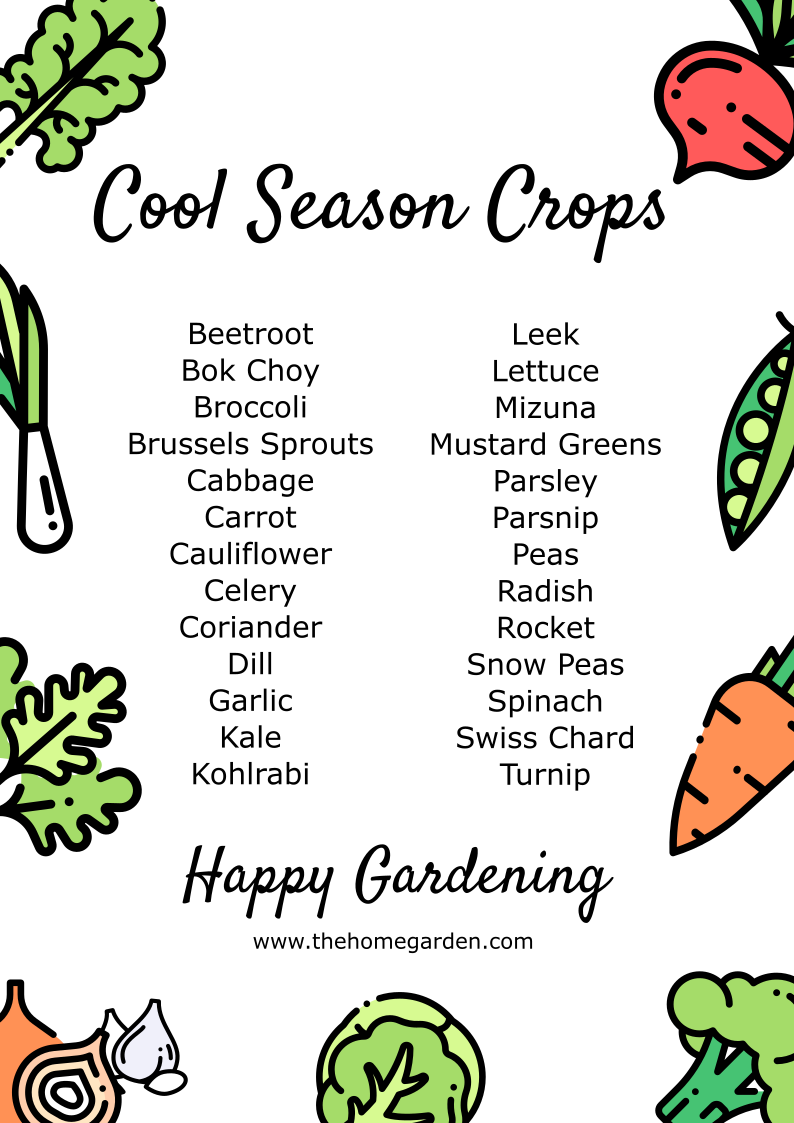 Cool Season Crops
Beetroot
Bok Choy
Broccoli
Brussels Sprouts
Cabbage
Carrot
Cauliflower
Celery
Coriander
Dill
Garlic
Kale
Kohlrabi
Leek
Lettuce
Mizuna
Mustard Greens
Parsley
Parsnip
Peas
Radish
Rocket
Snow Peas
Spinach
Swiss Chard
Turnip
Happy Gardening
www.thehomegarden.com